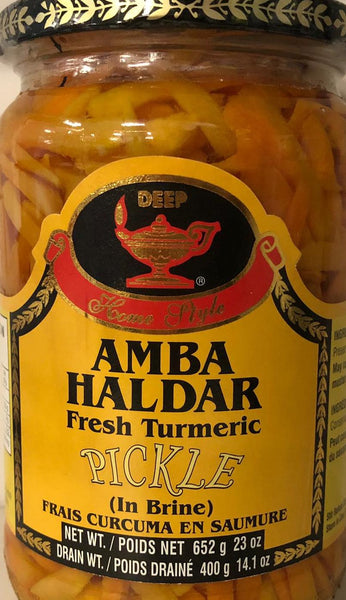 DEEP
®
Home Style
AMBA
HALDAR
Fresh Turmeric
PICKLE
(In Brine)
FRAIS CURCUMA EN SAUMURE
NET WT. / POIDS NET 652 g 23 oz
DRAIN WT. / POIDS DRAINÉ 400 g 14.1 oz